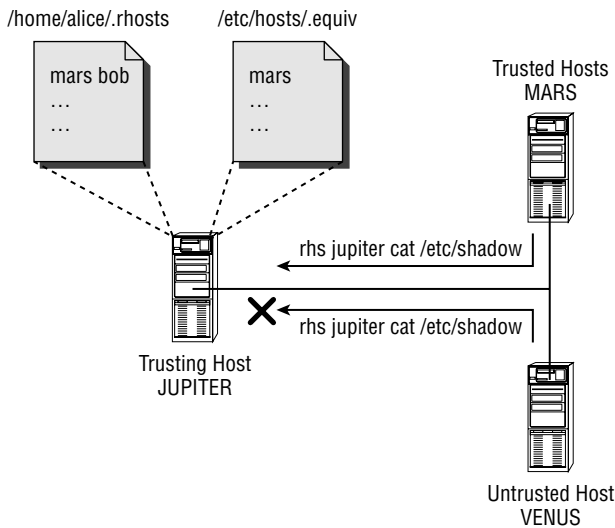 /home/alice/.rhosts
/etc/hosts/.equiv
mars bob
…
…
mars
…
…
Trusted Hosts
MARS
rhs jupiter cat /etc/shadow
rhs jupiter cat /etc/shadow
Trusting Host
JUPITER
Untrusted Host
VENUS